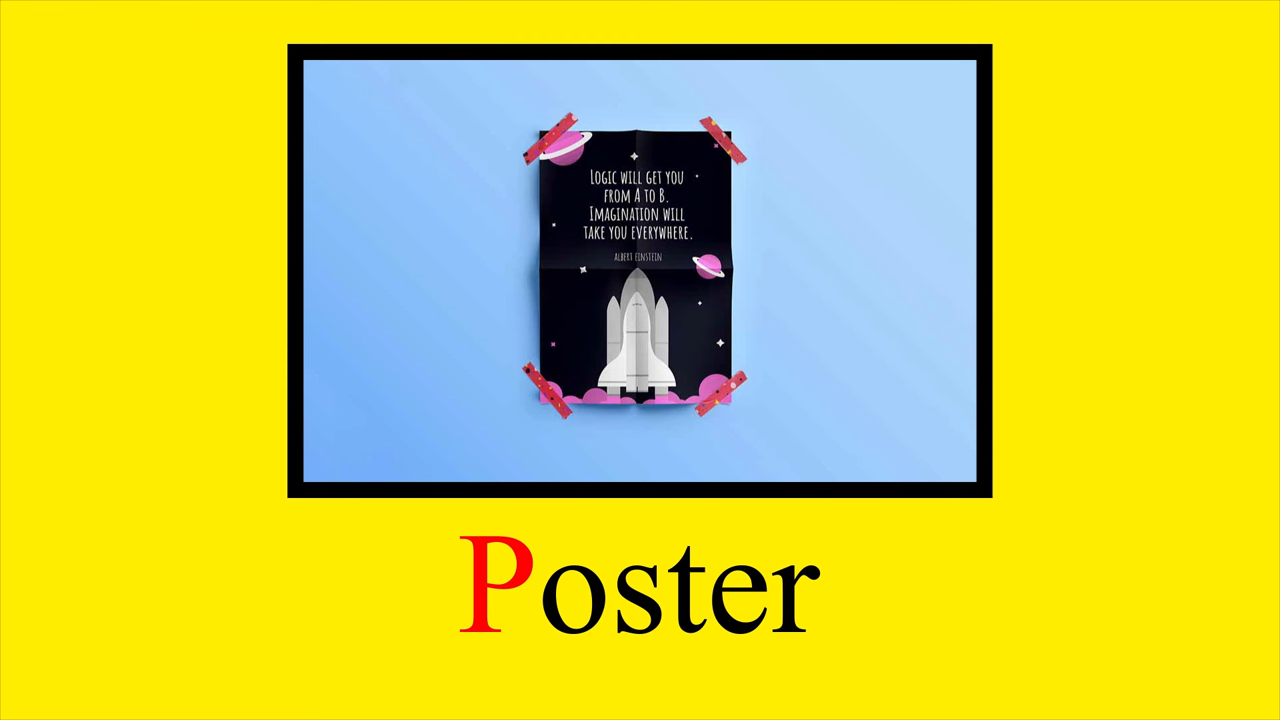 LOGIC WILL GET YOU
FROM A TO B.
IMAGINATION WILL
TAKE YOU EVERYWHERE.
ALBERT EINSTEIN
Poster